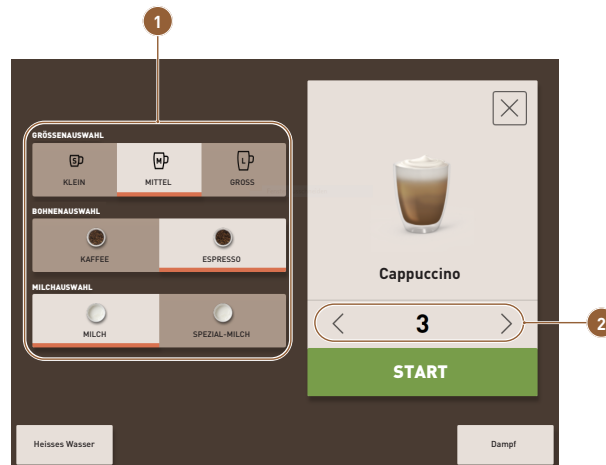 1
GRÖSSENAUSWAHL
S M L
KLEIN MITTEL GROSS
BOHNENAUSWAHL
KAFFEE ESPRESSO
MILCHAUSWAHL
MILCH SPEZIAL-MILCH
Cappuccino
3
2
START
Heisses Wasser
Dampf